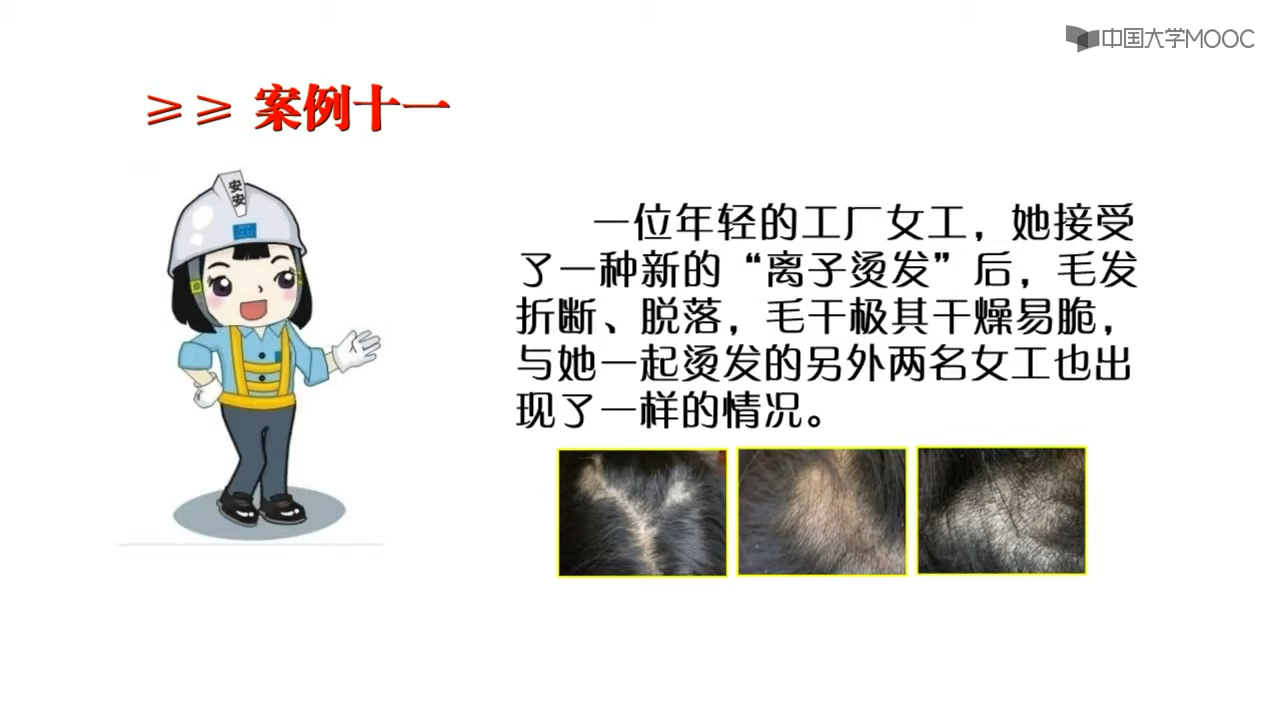 中国大学MOOC
≥≥ 案例十一
安安
一位年轻的工厂女工，她接受
了一种新的“离子烫发”后，毛发
折断、脱落，毛干极其干燥易脆，
与她一起烫发的另外两名女工也出
现了一样的情况。